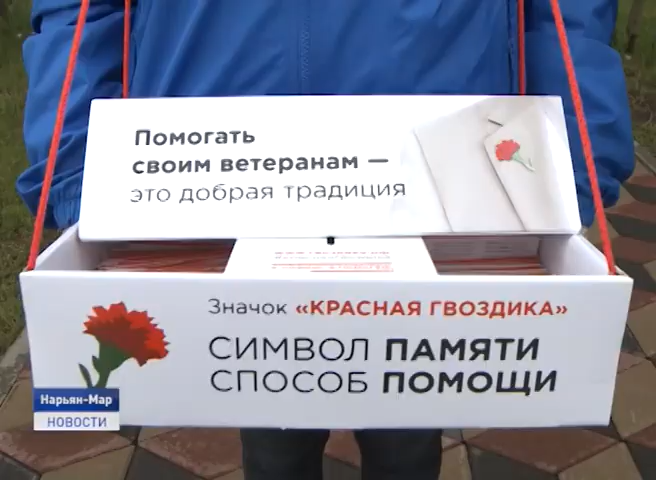 Помогать
своим ветеранам —
это добрая традиция
Значок «КРАСНАЯ ГВОЗДИКА»
СИМВОЛ ПАМЯТИ
СПОСОБ ПОМОЩИ
Нарьян-Мар
НОВОСТИ